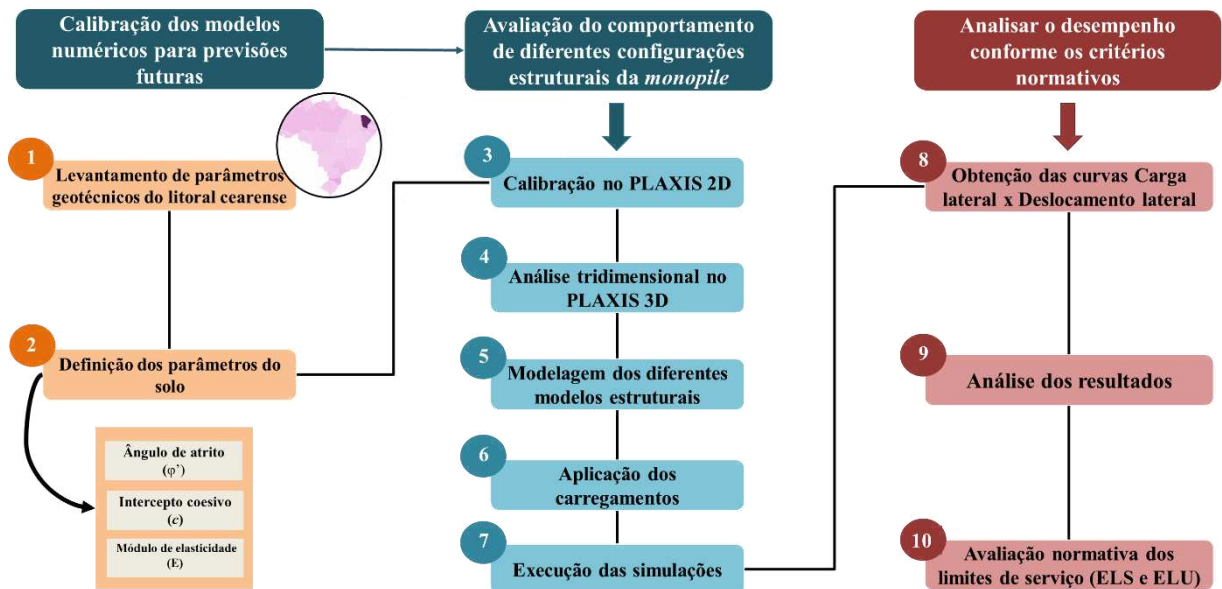 Calibração dos modelos
numéricos para previsões
futuras
Avaliação do comportamento
de diferentes configurações
estruturais da monopile
Analisar o desempenho
conforme os critérios
normativos
1
Levantamento de parâmetros
geotécnicos do litoral cearense
2
Definição dos parâmetros do
solo
Ângulo de atrito
(φ’)
Intercepto coesivo
(c)
Módulo de elasticidade
(E)
3
Calibração no PLAXIS 2D
4
Análise tridimensional no
PLAXIS 3D
5
Modelagem dos diferentes
modelos estruturais
6
Aplicação dos
carregamentos
7
Execução das simulações
8
Obtenção das curvas Carga
lateral x Deslocamento lateral
9
Análise dos resultados
10
Avaliação normativa dos
limites de serviço (ELS e ELU)